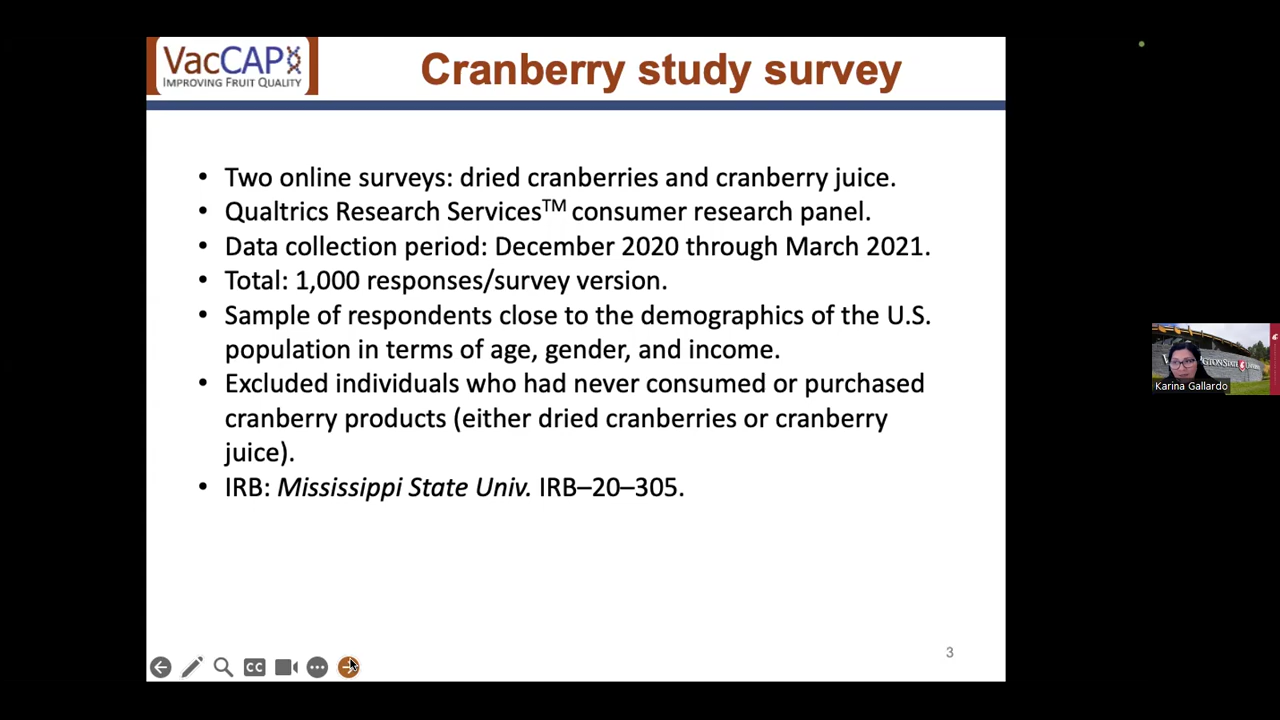 VacCAP
IMPROVING FRUIT QUALITY
Cranberry study survey
• Two online surveys: dried cranberries and cranberry juice.
• Qualtrics Research Services™ consumer research panel.
• Data collection period: December 2020 through March 2021.
• Total: 1,000 responses/survey version.
• Sample of respondents close to the demographics of the U.S.
population in terms of age, gender, and income.
• Excluded individuals who had never consumed or purchased
cranberry products (either dried cranberries or cranberry
juice).
• IRB: Mississippi State Univ. IRB–20–305.
Karina Gallardo
CC
3